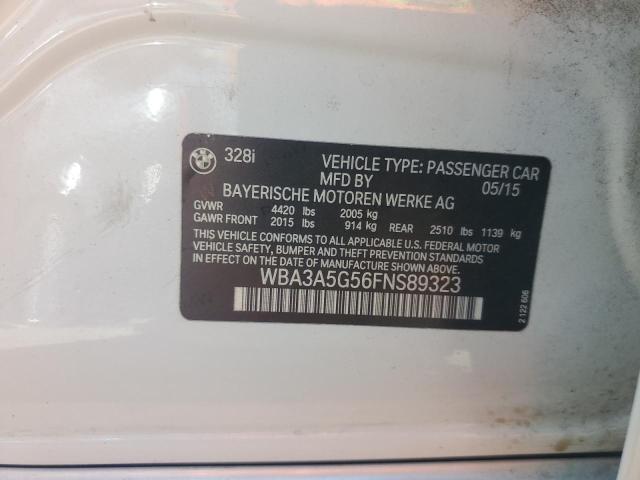 328i VEHICLE TYPE: PASSENGER CAR
MFD BY 05/15
BAYERISCHE MOTOREN WERKE AG
GVWR 4420 lbs 2005 kg
GAWR FRONT 2015 lbs 914 kg REAR 2510 lbs 1139 kg
THIS VEHICLE CONFORMS TO ALL APPLICABLE U.S. FEDERAL MOTOR
VEHICLE SAFETY, BUMPER AND THEFT PREVENTION STANDARDS
IN EFFECT ON THE DATE OF MANUFACTURE SHOWN ABOVE.
WBA3A5G56FNS89323
2 122 606